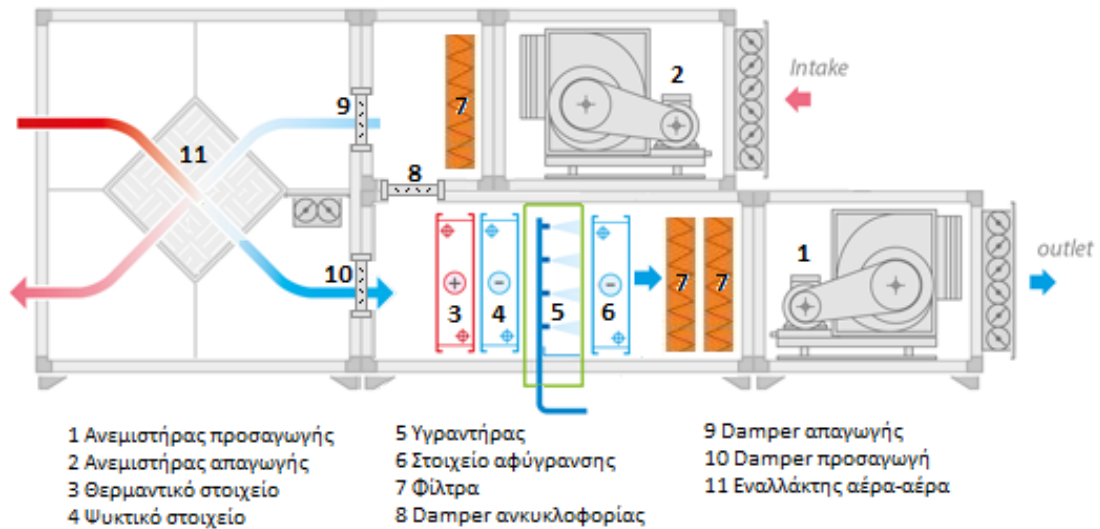 2
Intake
9
7
11
8
10
3
4
5
6
7
7
1
outlet
1 Ανεμιστήρας προσαγωγής
2 Ανεμιστήρας απαγωγής
3 Θερμαντικό στοιχείο
4 Ψυκτικό στοιχείο
5 Υγραντήρας
6 Στοιχείο αφύγρανσης
7 Φίλτρα
8 Damper ανκυκλοφορίας
9 Damper απαγωγής
10 Damper προσαγωγή
11 Εναλλάκτης αέρα-αέρα